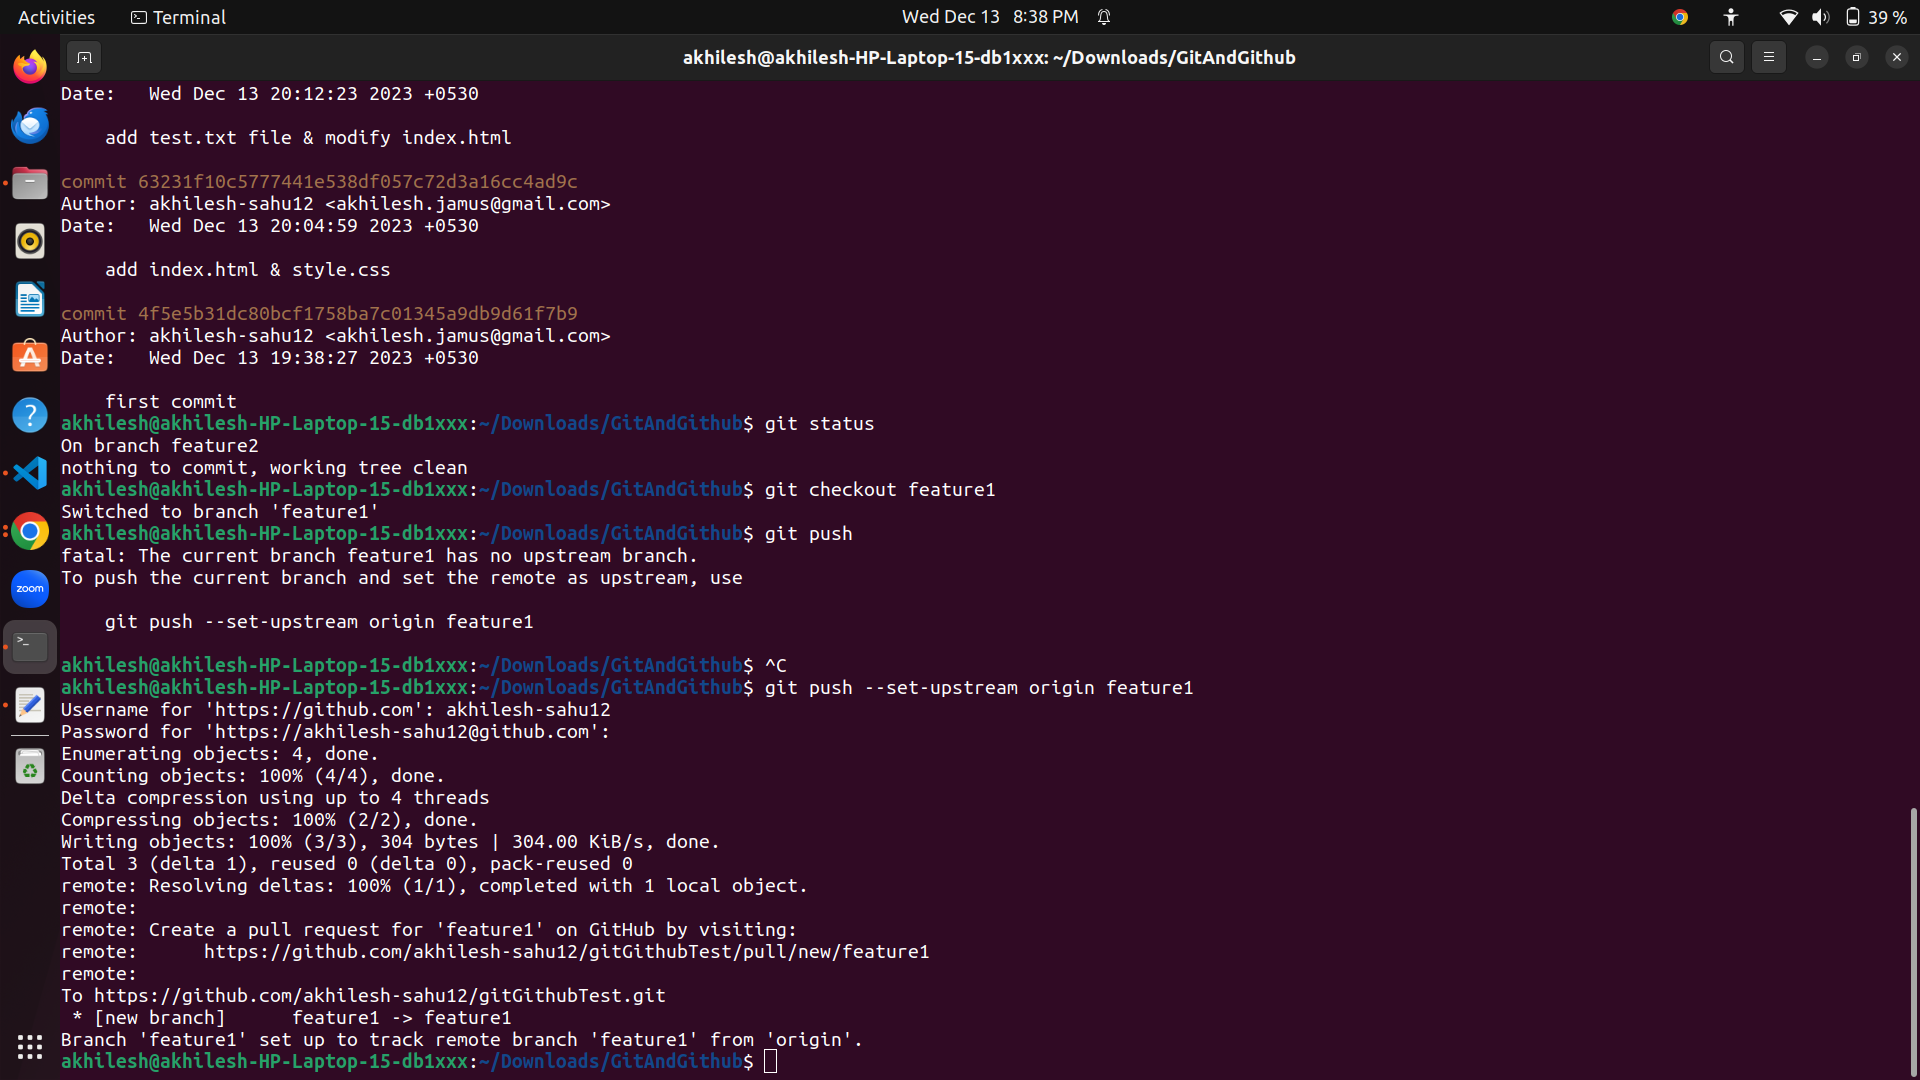 Activities Terminal Wed Dec 13 8:38 PM 39 %
akhilesh@akhilesh-HP-Laptop-15-db1xxx: ~/Downloads/GitAndGithub
Date:   Wed Dec 13 20:12:23 2023 +0530
    add test.txt file & modify index.html
commit 63231f10c5777441e538df057c72d3a16cc4ad9c
Author: akhilesh-sahu12 <akhilesh.jamus@gmail.com>
Date:   Wed Dec 13 20:04:59 2023 +0530
    add index.html & style.css
commit 4f5e5b31dc80bcf1758ba7c01345a9db9d61f7b9
Author: akhilesh-sahu12 <akhilesh.jamus@gmail.com>
Date:   Wed Dec 13 19:38:27 2023 +0530
    first commit
akhilesh@akhilesh-HP-Laptop-15-db1xxx:~/Downloads/GitAndGithub$ git status
On branch feature2
nothing to commit, working tree clean
akhilesh@akhilesh-HP-Laptop-15-db1xxx:~/Downloads/GitAndGithub$ git checkout feature1
Switched to branch 'feature1'
akhilesh@akhilesh-HP-Laptop-15-db1xxx:~/Downloads/GitAndGithub$ git push
fatal: The current branch feature1 has no upstream branch.
To push the current branch and set the remote as upstream, use
    git push --set-upstream origin feature1
akhilesh@akhilesh-HP-Laptop-15-db1xxx:~/Downloads/GitAndGithub$ ^C
akhilesh@akhilesh-HP-Laptop-15-db1xxx:~/Downloads/GitAndGithub$ git push --set-upstream origin feature1
Username for 'https://github.com': akhilesh-sahu12
Password for 'https://akhilesh-sahu12@github.com':
Enumerating objects: 4, done.
Counting objects: 100% (4/4), done.
Delta compression using up to 4 threads
Compressing objects: 100% (2/2), done.
Writing objects: 100% (3/3), 304 bytes | 304.00 KiB/s, done.
Total 3 (delta 1), reused 0 (delta 0), pack-reused 0
remote: Resolving deltas: 100% (1/1), completed with 1 local object.
remote:
remote: Create a pull request for 'feature1' on GitHub by visiting:
remote:      https://github.com/akhilesh-sahu12/gitGithubTest/pull/new/feature1
remote:
To https://github.com/akhilesh-sahu12/gitGithubTest.git
 * [new branch]      feature1 -> feature1
Branch 'feature1' set up to track remote branch 'feature1' from 'origin'.
akhilesh@akhilesh-HP-Laptop-15-db1xxx:~/Downloads/GitAndGithub$
zoom